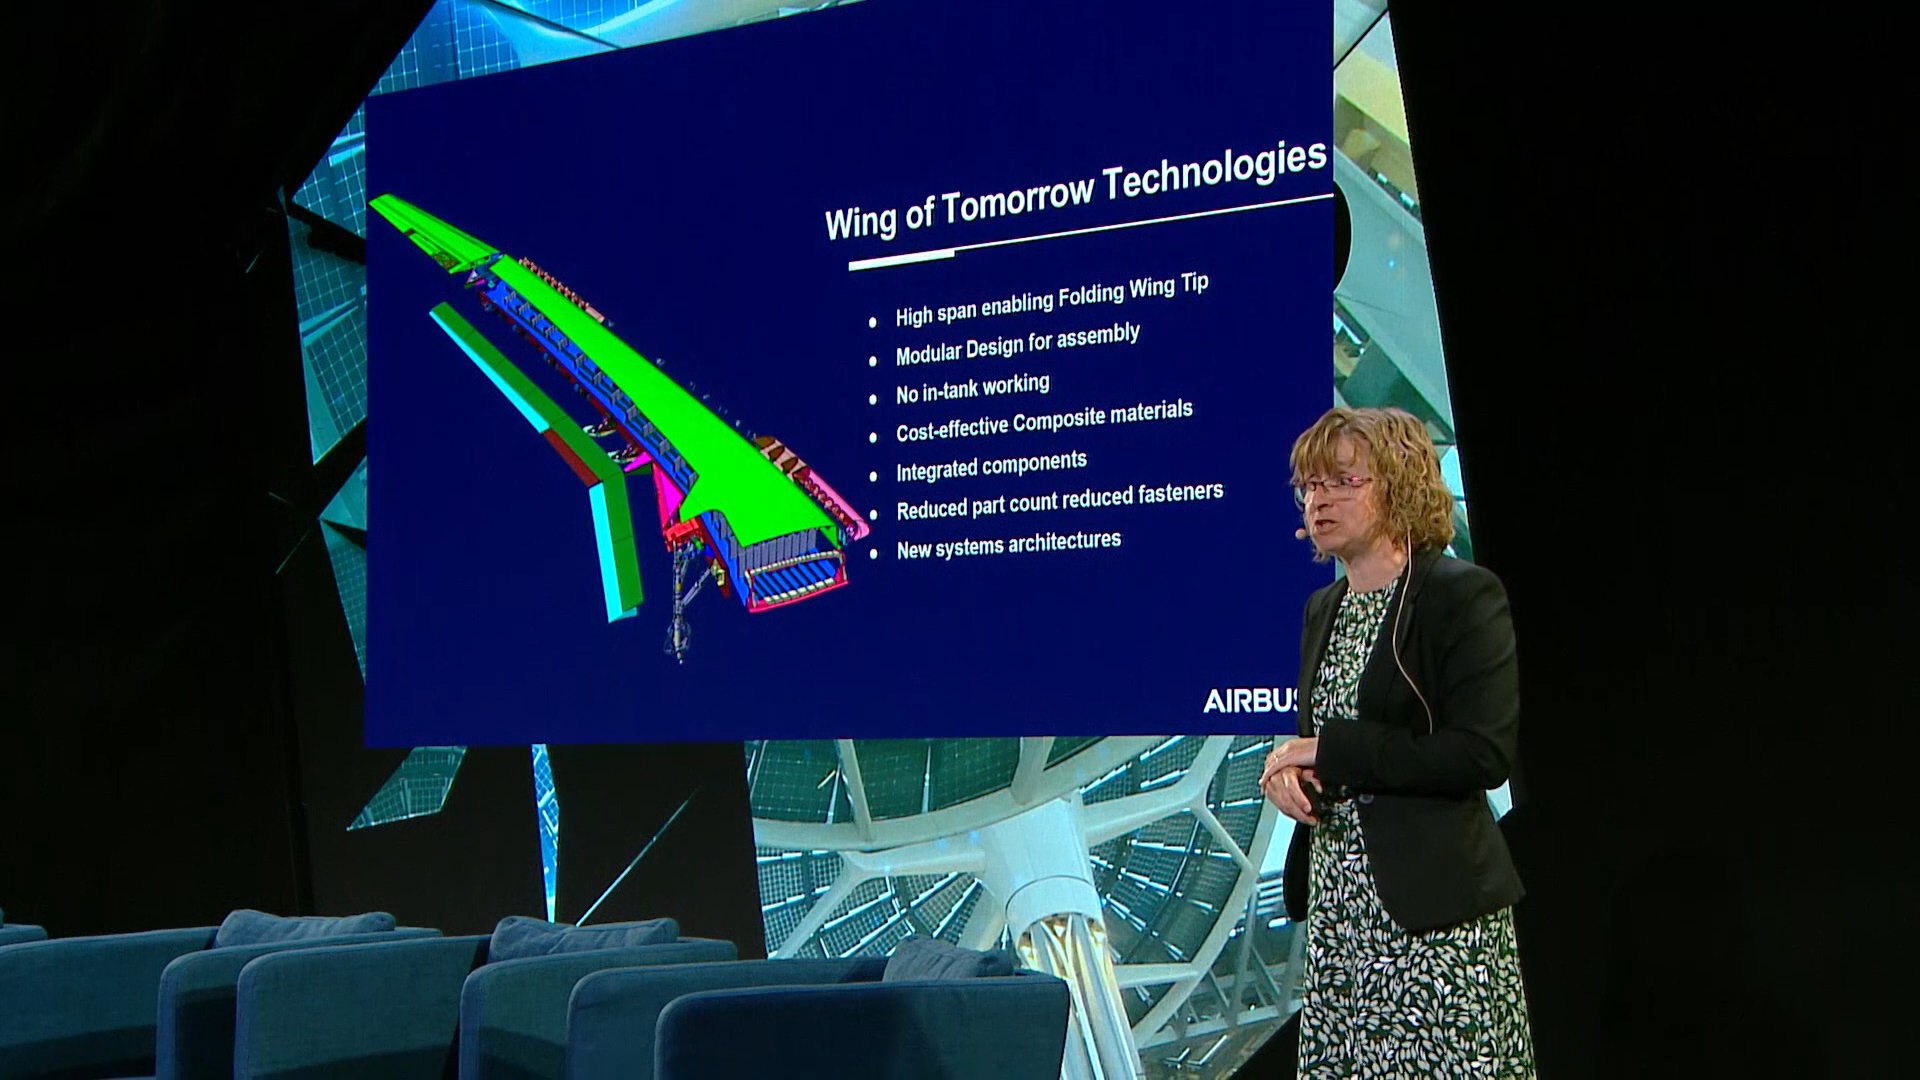 Wing of Tomorrow Technologies
High span enabling Folding Wing Tip
Modular Design for assembly
No in-tank working
Cost-effective Composite materials
Integrated components
Reduced part count reduced fasteners
New systems architectures
AIRBUS